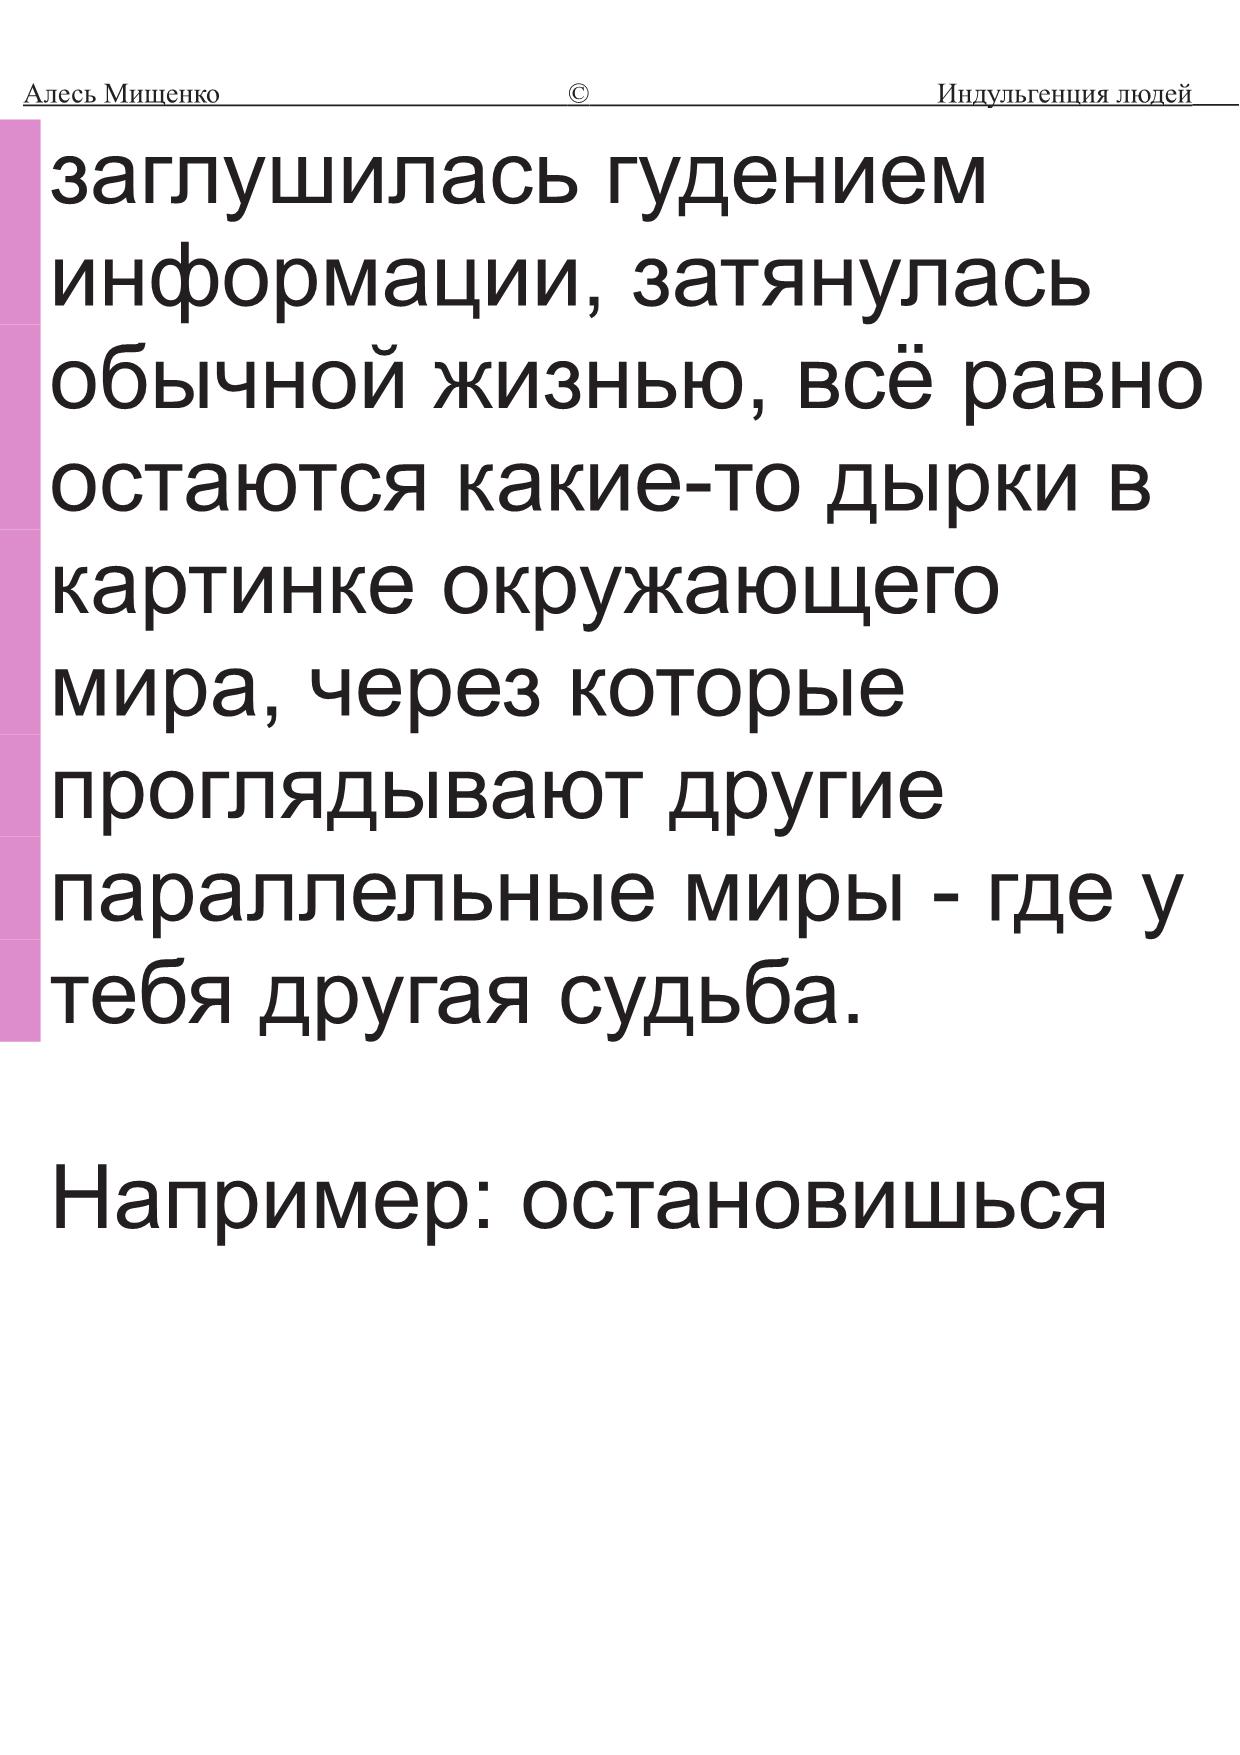 Алесь Мищенко © Индульгенция людей
заглушилась гудением
информации, затянулась
обычной жизнью, всё равно
остаются какие-то дырки в
картинке окружающего
мира, через которые
проглядывают другие
параллельные миры - где у
тебя другая судьба.
Например: остановишься